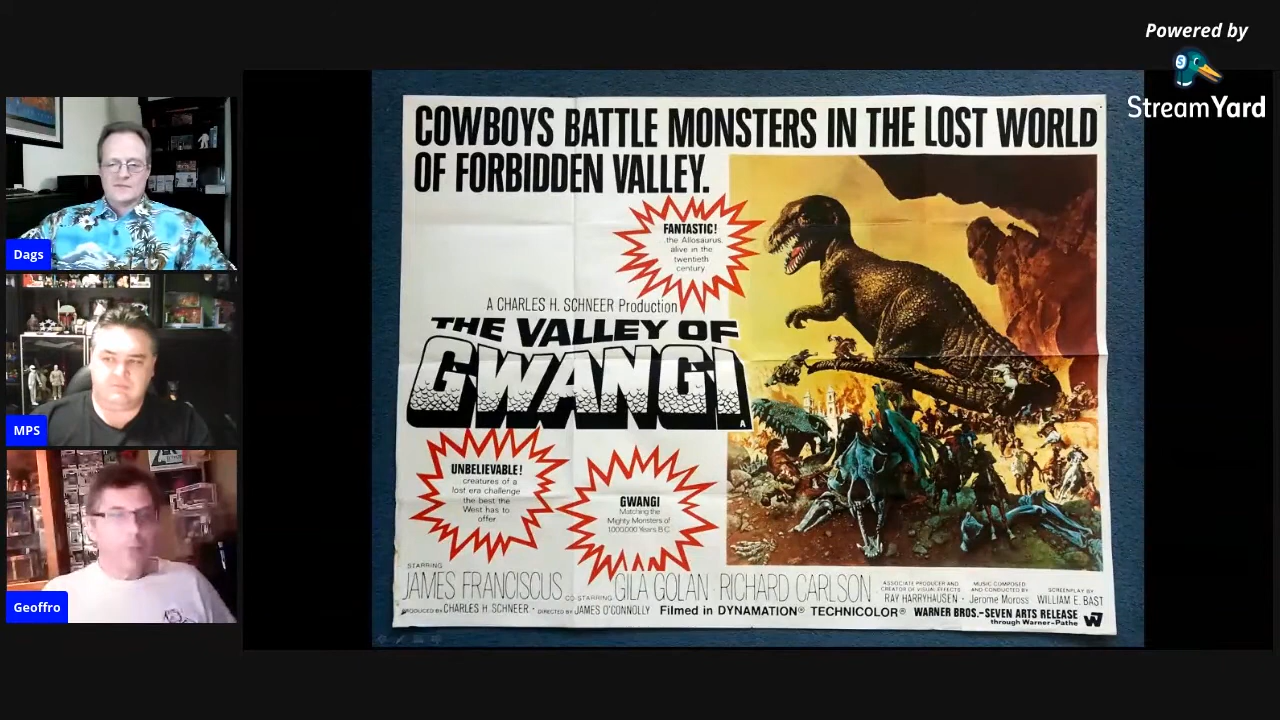 Powered by
StreamYard
Dags
MPS
Geoffro
COWBOYS BATTLE MONSTERS IN THE LOST WORLD
OF FORBIDDEN VALLEY.
FANTASTIC!
the Allosaurus
alive in the
twentieth
century
A CHARLES H. SCHNEER Production
THE VALLEY OF
GWANGI
A
UNBELIEVABLE!
creatures of a
lost era challenge
the best the
West has to
offer
GWANGI
Matching the
Mighty Monsters of
1,000,000 Years B.C.
STARRING
JAMES FRANCISCUS CO-STARRING GILA GOLAN · RICHARD CARLSON
ASSOCIATE PRODUCER AND
CREATOR OF VISUAL EFFECTS
RAY HARRYHAUSEN ·
MUSIC COMPOSED
AND CONDUCTED BY
Jerome Moross
SCREENPLAY BY
WILLIAM E. BAST
PRODUCED BY CHARLES H. SCHNEER · DIRECTED BY JAMES O'CONNOLLY Filmed in DYNAMATION® TECHNICOLOR® WARNER BROS.–SEVEN ARTS RELEASE
through Warner-Pathe